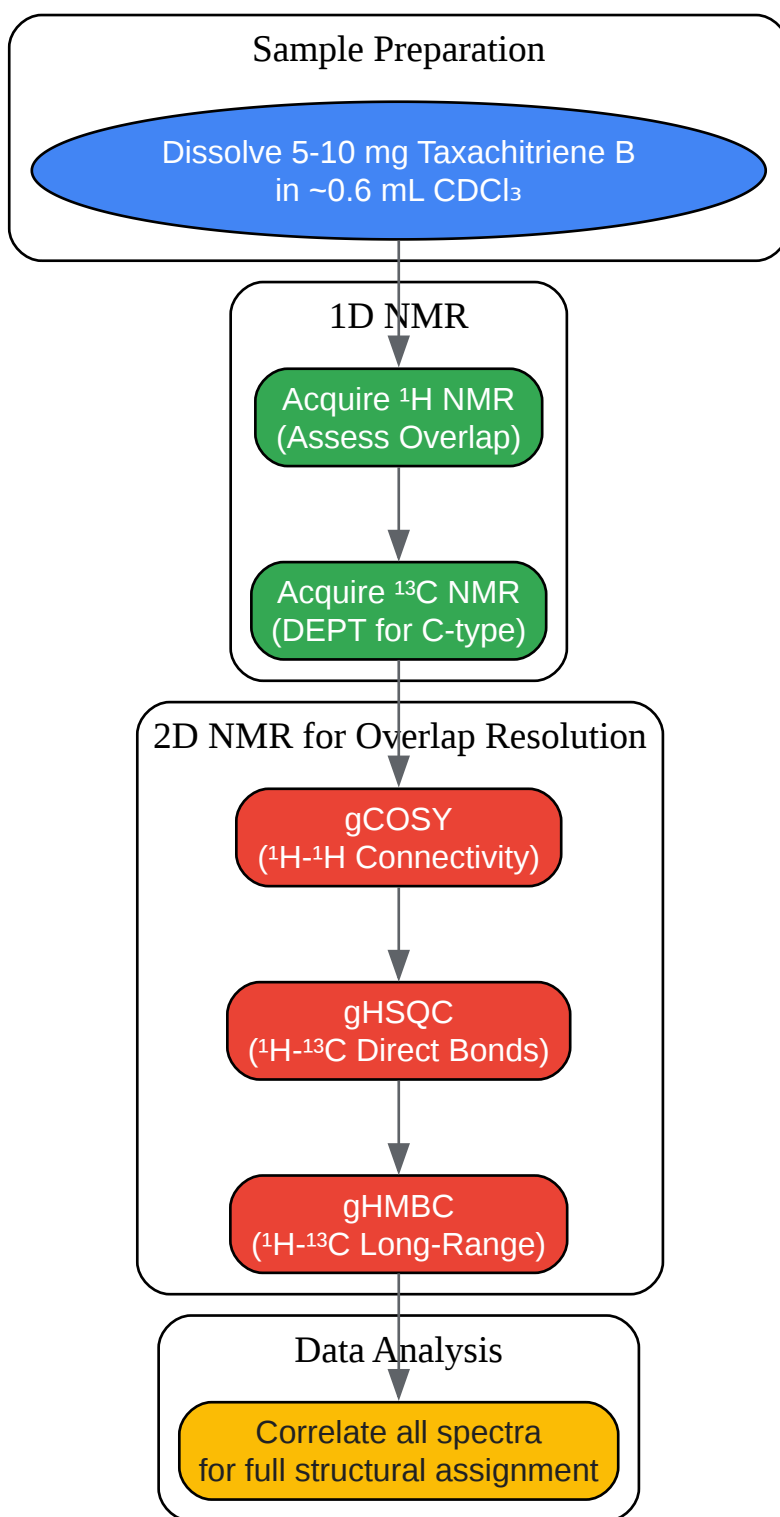 Sample Preparation
Dissolve 5-10 mg Taxachitriene B
in ~0.6 mL CDCl₃
1D NMR
Acquire ¹H NMR
(Assess Overlap)
Acquire ¹³C NMR
(DEPT for C-type)
2D NMR for Overlap Resolution
gCOSY
(¹H-¹H Connectivity)
gHSQC
(¹H-¹³C Direct Bonds)
gHMBC
(¹H-¹³C Long-Range)
Data Analysis
Correlate all spectra
for full structural assignment